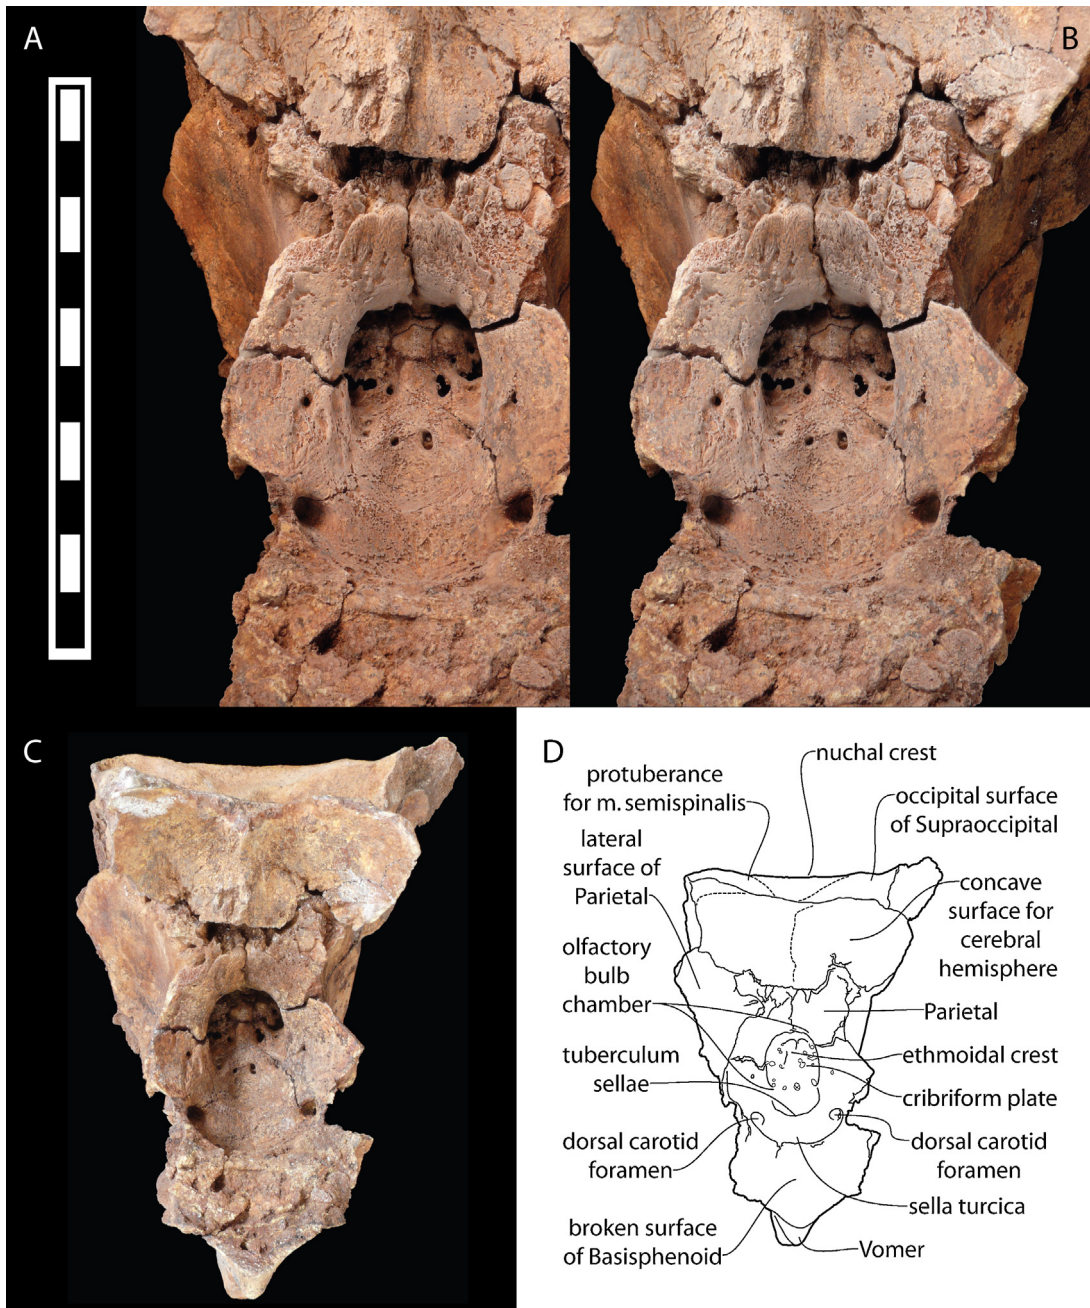 A
B
C
D
nuchal crest
protuberance
for m. semispinalis
occipital surface
of Supraoccipital
lateral
surface of
Parietal
concave
surface for
cerebral
hemisphere
olfactory
bulb
chamber
Parietal
tuberculum
sellae
ethmoidal crest
cribriform plate
dorsal carotid
foramen
dorsal carotid
foramen
sella turcica
broken surface
of Basisphenoid
Vomer